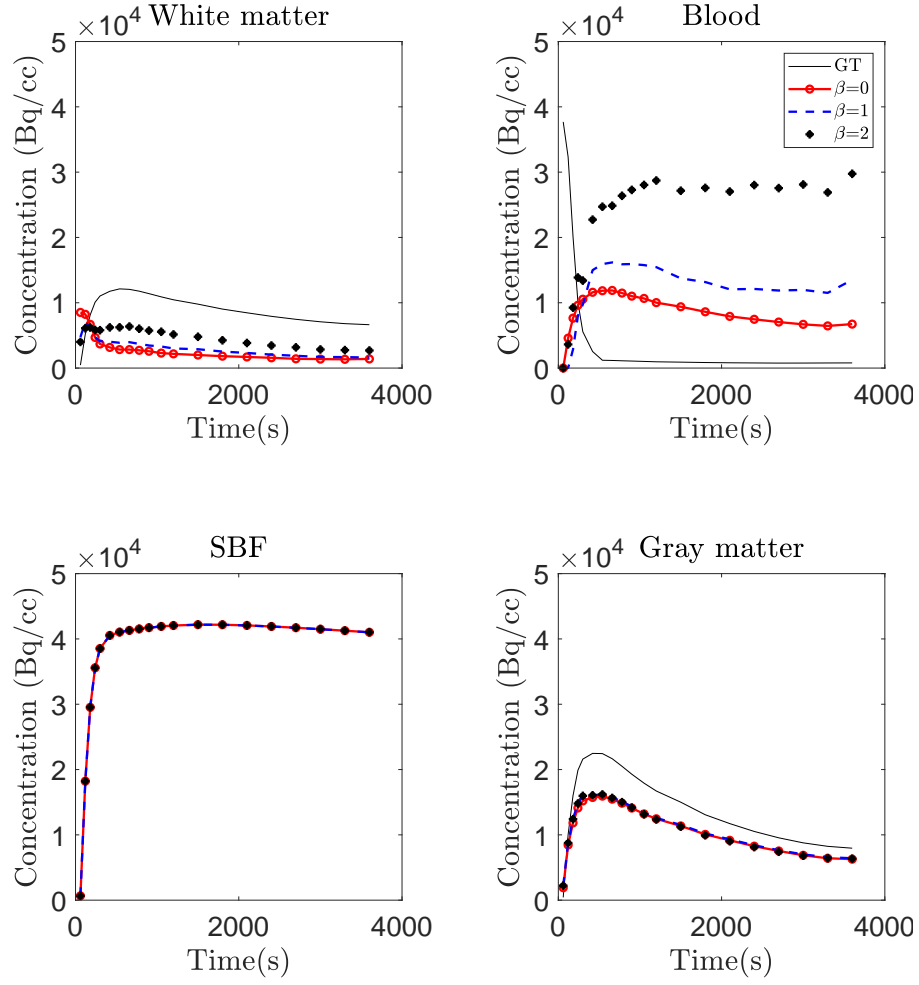 White matter
×10⁴
5
4
3
2
1
0
0
2000
4000
Concentration (Bq/cc)
Time(s)
Blood
×10⁴
5
4
3
2
1
0
0
2000
4000
Concentration (Bq/cc)
Time(s)
GT
β=0
β=1
β=2
SBF
×10⁴
5
4
3
2
1
0
0
2000
4000
Concentration (Bq/cc)
Time(s)
Gray matter
×10⁴
5
4
3
2
1
0
0
2000
4000
Concentration (Bq/cc)
Time(s)